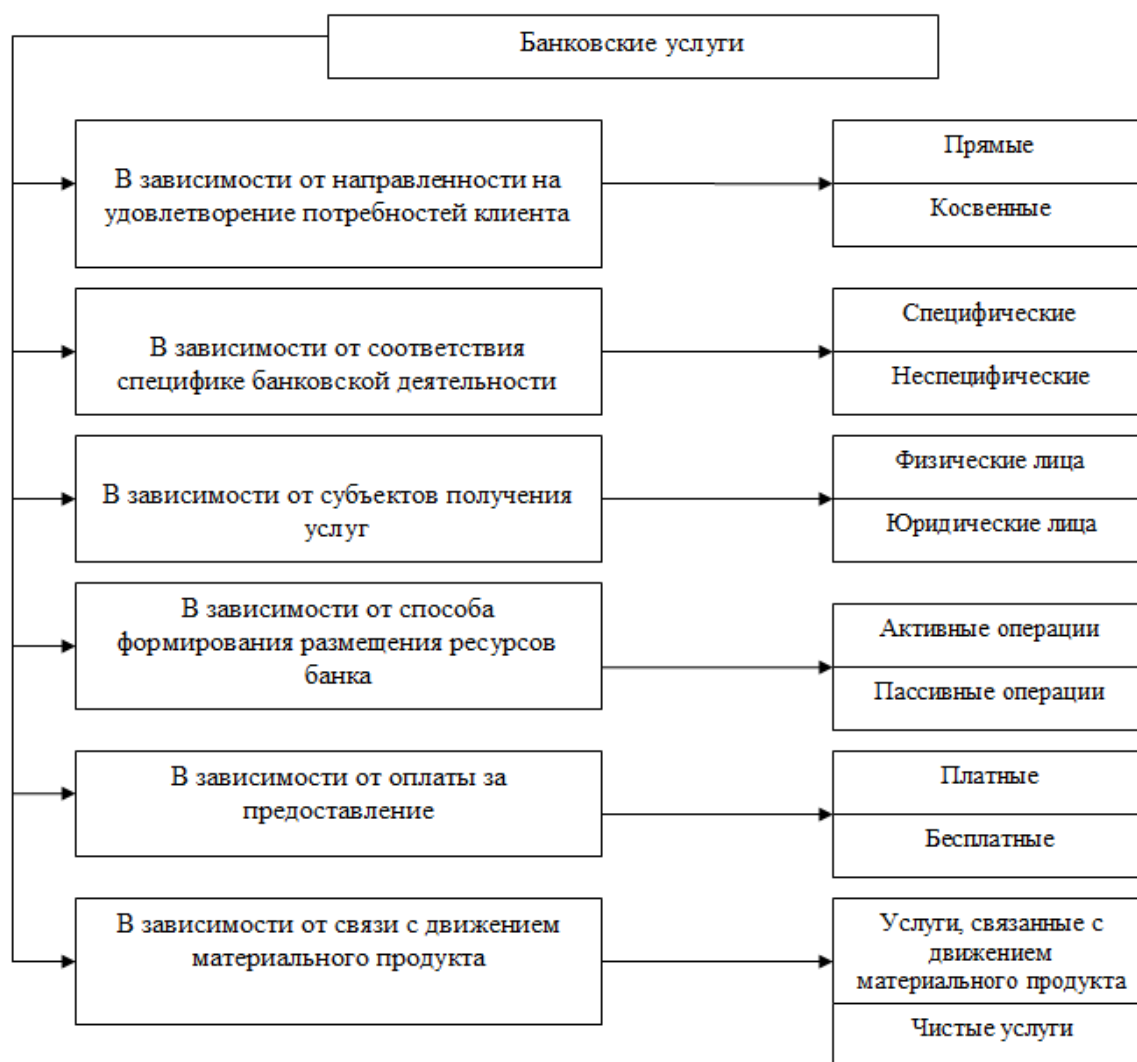 Банковские услуги
В зависимости от направленности на
удовлетворение потребностей клиента
Прямые
Косвенные
В зависимости от соответствия
специфике банковской деятельности
Специфические
Неспецифические
В зависимости от субъектов получения
услуг
Физические лица
Юридические лица
В зависимости от способа
формирования размещения ресурсов
банка
Активные операции
Пассивные операции
В зависимости от оплаты за
предоставление
Платные
Бесплатные
В зависимости от связи с движением
материального продукта
Услуги, связанные с
движением
материального продукта
Чистые услуги